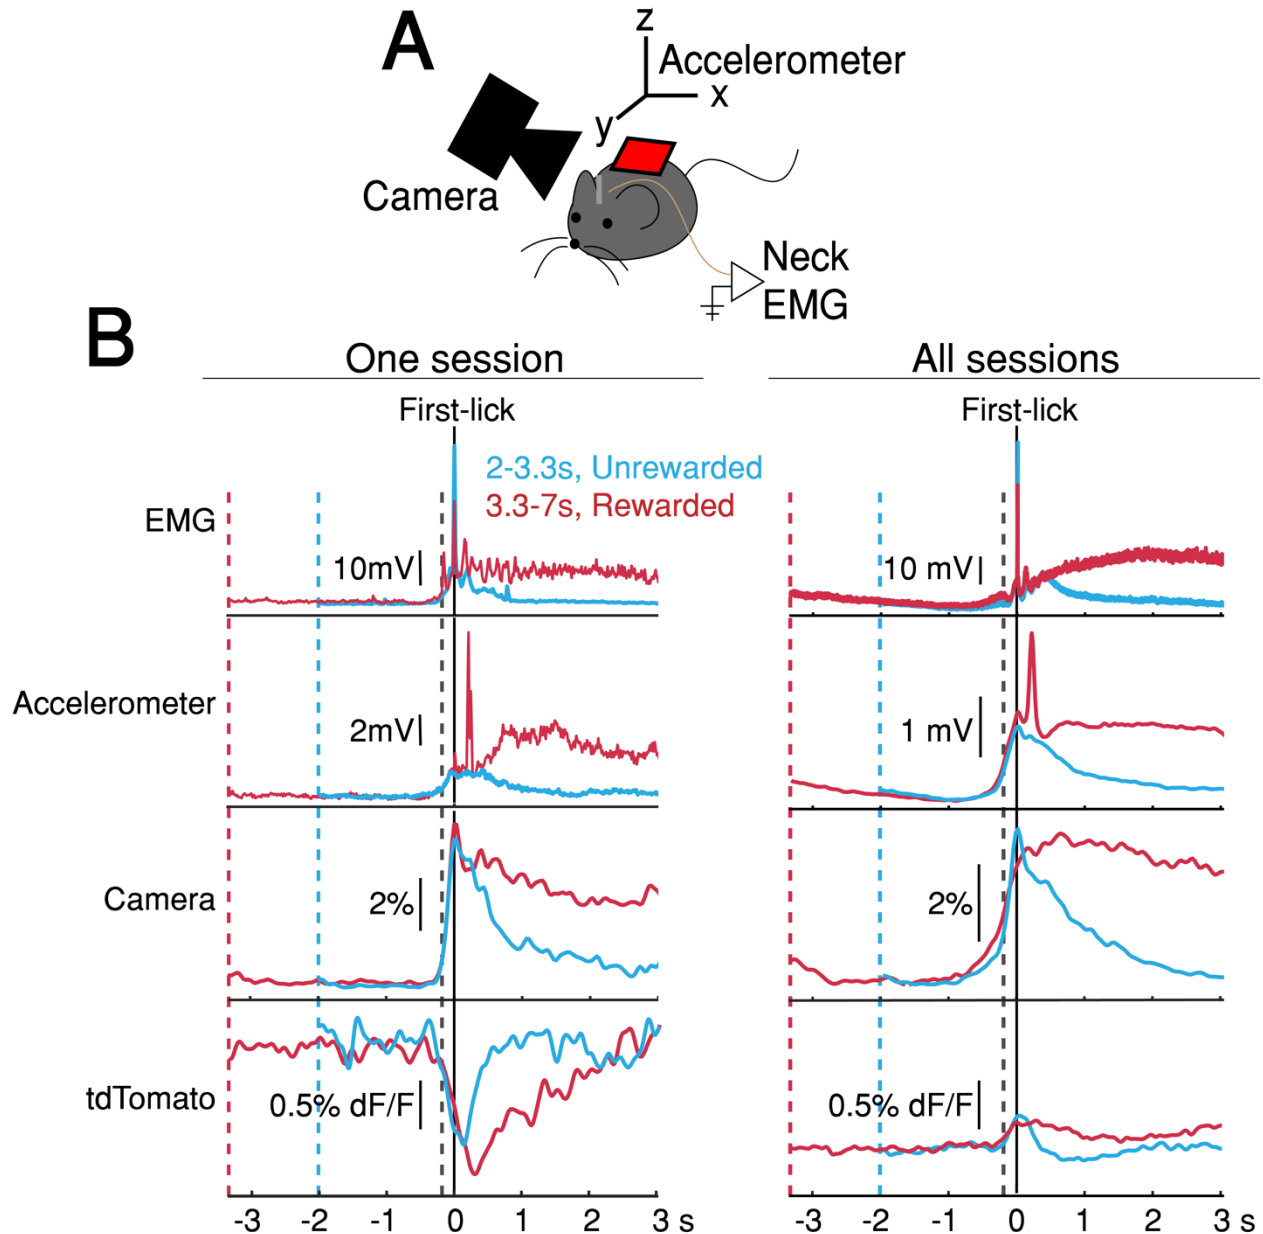 A
z
Accelerometer
x
y
Camera
Neck
EMG
B
One session
All sessions
First-lick
First-lick
2-3.3s, Unrewarded
3.3-7s, Rewarded
EMG
10mV
10 mV
Accelerometer
2mV
1 mV
Camera
2%
2%
tdTomato
0.5% dF/F
0.5% dF/F
-3 -2 -1 0 1 2 3 s
-3 -2 -1 0 1 2 3 s